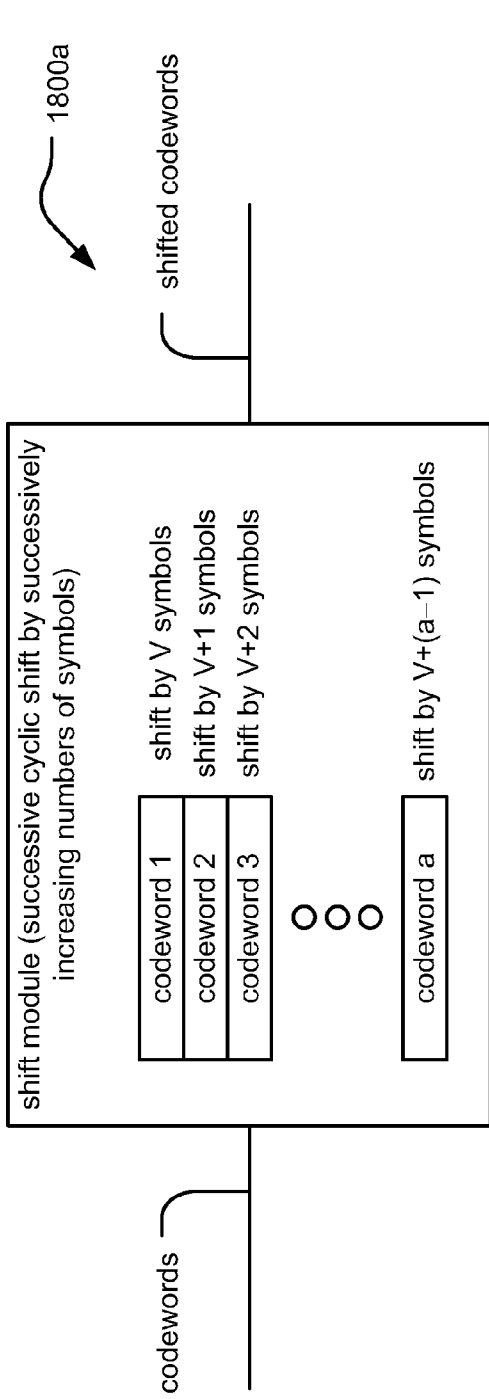 1800a
codewords
shifted codewords
shift module (successive cyclic shift by successively
increasing numbers of symbols)
codeword 1 shift by V symbols
codeword 2 shift by V+1 symbols
codeword 3 shift by V+2 symbols
codeword a shift by V+(a−1) symbols